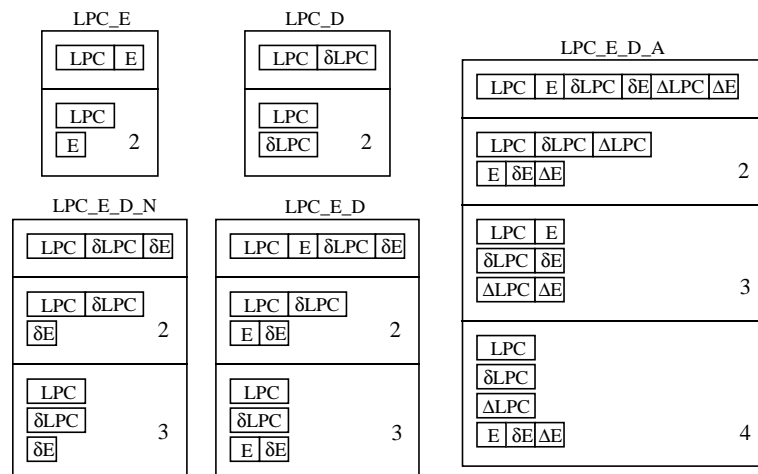 LPC_E
LPC E
LPC
E
2
LPC_D
LPC δLPC
LPC
δLPC
2
LPC_E_D_A
LPC E δLPC δE ΔLPC ΔE
LPC δLPC ΔLPC
E δE ΔE
2
LPC E
δLPC δE
ΔLPC ΔE
3
LPC
δLPC
ΔLPC
E δE ΔE
4
LPC_E_D_N
LPC δLPC δE
LPC δLPC
δE
2
LPC
δLPC
δE
3
LPC_E_D
LPC E δLPC δE
LPC δLPC
E δE
2
LPC
δLPC
E δE
3